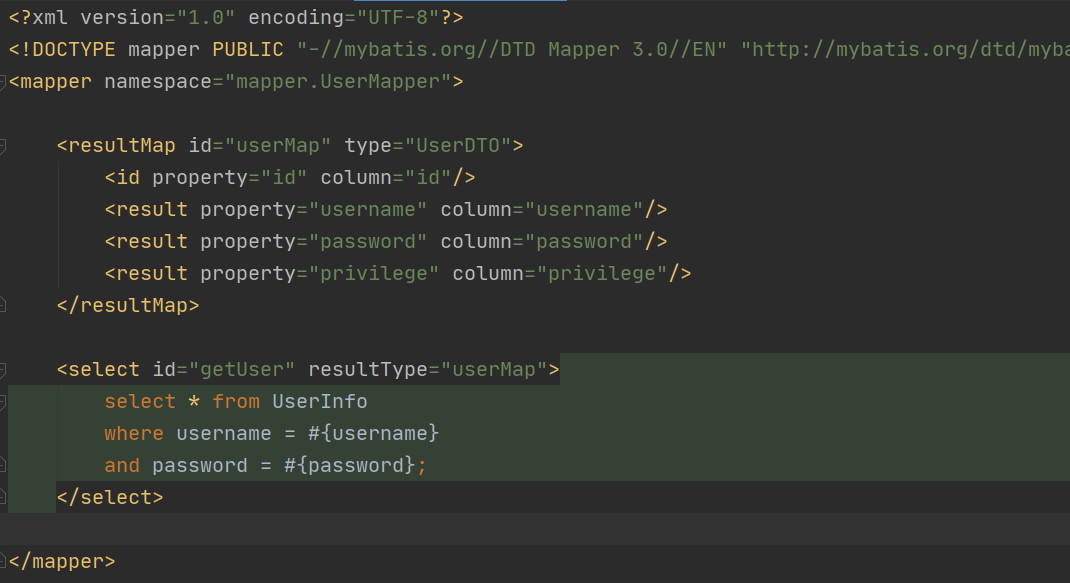 <?xml version="1.0" encoding="UTF-8"?>
<!DOCTYPE mapper PUBLIC "-//mybatis.org//DTD Mapper 3.0//EN" "http://mybatis.org/dtd/myba
<mapper namespace="mapper.UserMapper">
<resultMap id="userMap" type="UserDTO">
<id property="id" column="id"/>
<result property="username" column="username"/>
<result property="password" column="password"/>
<result property="privilege" column="privilege"/>
</resultMap>
<select id="getUser" resultType="userMap">
select * from UserInfo
where username = #{username}
and password = #{password};
</select>
</mapper>